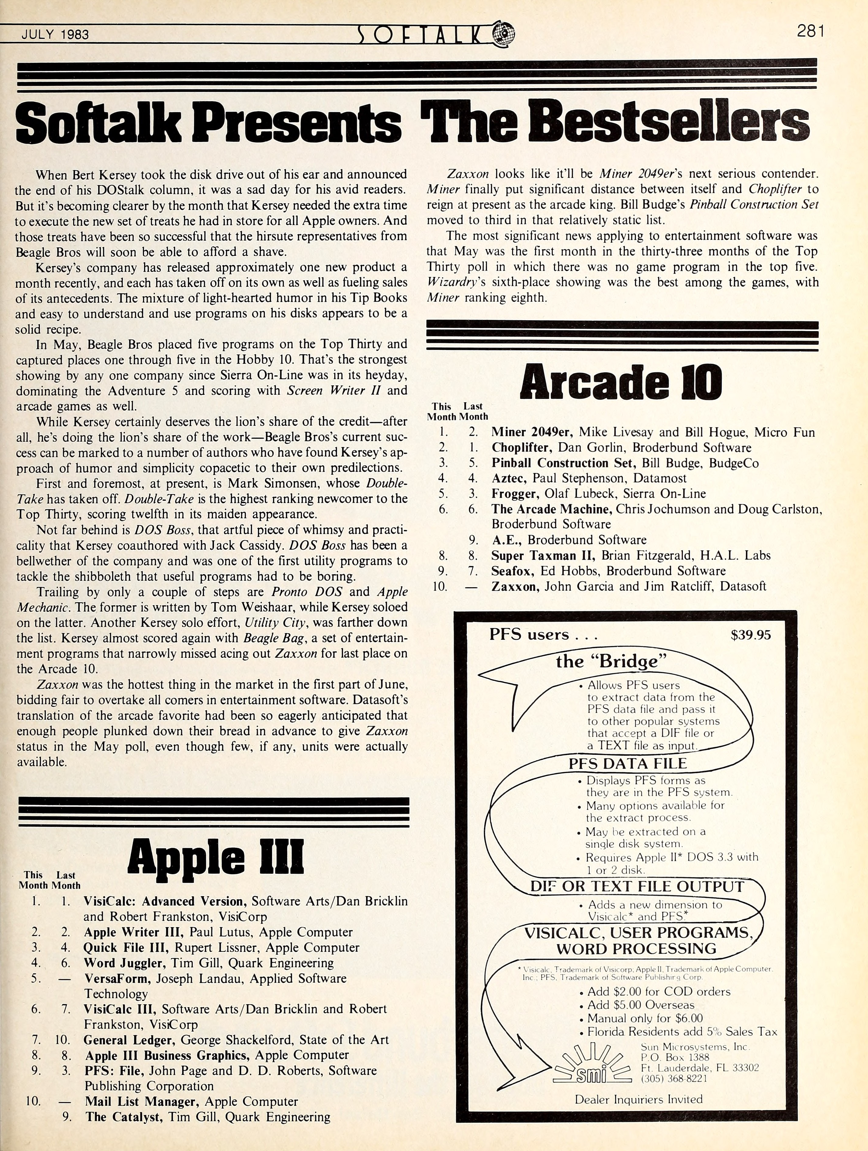 JULY 1983
SOFTALK
281
Softalk Presents The Bestsellers
When Bert Kersey took the disk drive out of his ear and announced
the end of his DOStalk column, it was a sad day for his avid readers.
But it's becoming clearer by the month that Kersey needed the extra time
to execute the new set of treats he had in store for all Apple owners. And
those treats have been so successful that the hirsute representatives from
Beagle Bros will soon be able to afford a shave.
Kersey's company has released approximately one new product a
month recently, and each has taken off on its own as well as fueling sales
of its antecedents. The mixture of light-hearted humor in his Tip Books
and easy to understand and use programs on his disks appears to be a
solid recipe.
In May, Beagle Bros placed five programs on the Top Thirty and
captured places one through five in the Hobby 10. That's the strongest
showing by any one company since Sierra On-Line was in its heyday,
dominating the Adventure 5 and scoring with Screen Writer II and
arcade games as well.
While Kersey certainly deserves the lion's share of the credit—after
all, he's doing the lion's share of the work—Beagle Bros's current suc-
cess can be marked to a number of authors who have found Kersey's ap-
proach of humor and simplicity copacetic to their own predilections.
First and foremost, at present, is Mark Simonsen, whose Double-
Take has taken off. Double-Take is the highest ranking newcomer to the
Top Thirty, scoring twelfth in its maiden appearance.
Not far behind is DOS Boss, that artful piece of whimsy and practi-
cality that Kersey coauthored with Jack Cassidy. DOS Boss has been a
bellwether of the company and was one of the first utility programs to
tackle the shibboleth that useful programs had to be boring.
Trailing by only a couple of steps are Pronto DOS and Apple
Mechanic. The former is written by Tom Weishaar, while Kersey soloed
on the latter. Another Kersey solo effort, Utility City, was farther down
the list. Kersey almost scored again with Beagle Bag, a set of entertain-
ment programs that narrowly missed acing out Zaxxon for last place on
the Arcade 10.
Zaxxon was the hottest thing in the market in the first part of June,
bidding fair to overtake all comers in entertainment software. Datasoft's
translation of the arcade favorite had been so eagerly anticipated that
enough people plunked down their bread in advance to give Zaxxon
status in the May poll, even though few, if any, units were actually
available.
Zaxxon looks like it'll be Miner 2049er's next serious contender.
Miner finally put significant distance between itself and Choplifter to
reign at present as the arcade king. Bill Budge's Pinball Construction Set
moved to third in that relatively static list.
The most significant news applying to entertainment software was
that May was the first month in the thirty-three months of the Top
Thirty poll in which there was no game program in the top five.
Wizardry's sixth-place showing was the best among the games, with
Miner ranking eighth.
Apple III
This Last
Month Month
1. 1. VisiCalc: Advanced Version, Software Arts/Dan Bricklin
and Robert Frankston, VisiCorp
2. 2. Apple Writer III, Paul Lutus, Apple Computer
3. 4. Quick File III, Rupert Lissner, Apple Computer
4. 6. Word Juggler, Tim Gill, Quark Engineering
5. — VersaForm, Joseph Landau, Applied Software
Technology
6. 7. VisiCalc III, Software Arts/Dan Bricklin and Robert
Frankston, VisiCorp
7. 10. General Ledger, George Shackelford, State of the Art
8. 8. Apple III Business Graphics, Apple Computer
9. 3. PFS: File, John Page and D. D. Roberts, Software
Publishing Corporation
10. — Mail List Manager, Apple Computer
9. The Catalyst, Tim Gill, Quark Engineering
Arcade 10
This Last
Month Month
1. 2. Miner 2049er, Mike Livesay and Bill Hogue, Micro Fun
2. 1. Choplifter, Dan Gorlin, Broderbund Software
3. 5. Pinball Construction Set, Bill Budge, BudgeCo
4. 4. Aztec, Paul Stephenson, Datamost
5. 3. Frogger, Olaf Lubeck, Sierra On-Line
6. 6. The Arcade Machine, Chris Jochumson and Doug Carlston,
Broderbund Software
9. A.E., Broderbund Software
8. 8. Super Taxman II, Brian Fitzgerald, H.A.L. Labs
9. 7. Seafox, Ed Hobbs, Broderbund Software
10. — Zaxxon, John Garcia and Jim Ratcliff, Datasoft
PFS users . . . $39.95
the "Bridge"
• Allows PFS users
to extract data from the
PFS data file and pass it
to other popular systems
that accept a DIF file or
a TEXT file as input.
PFS DATA FILE
• Displays PFS forms as
they are in the PFS system.
• Many options available for
the extract process.
• May be extracted on a
single disk system.
• Requires Apple II* DOS 3.3 with
1 or 2 disk.
DIF OR TEXT FILE OUTPUT
• Adds a new dimension to
Visicalc* and PFS*
VISICALC, USER PROGRAMS,
WORD PROCESSING
* Visicalc, Trademark of Visicorp; Apple II, Trademark of Apple Computer
Inc.; PFS, Trademark of Software Publishing Corp.
• Add $2.00 for COD orders
• Add $5.00 Overseas
• Manual only for $6.00
• Florida Residents add 5% Sales Tax
smi
Sun Microsystems, Inc.
P.O. Box 1388
Ft. Lauderdale, FL 33302
(305) 368-8221
Dealer Inquiries Invited